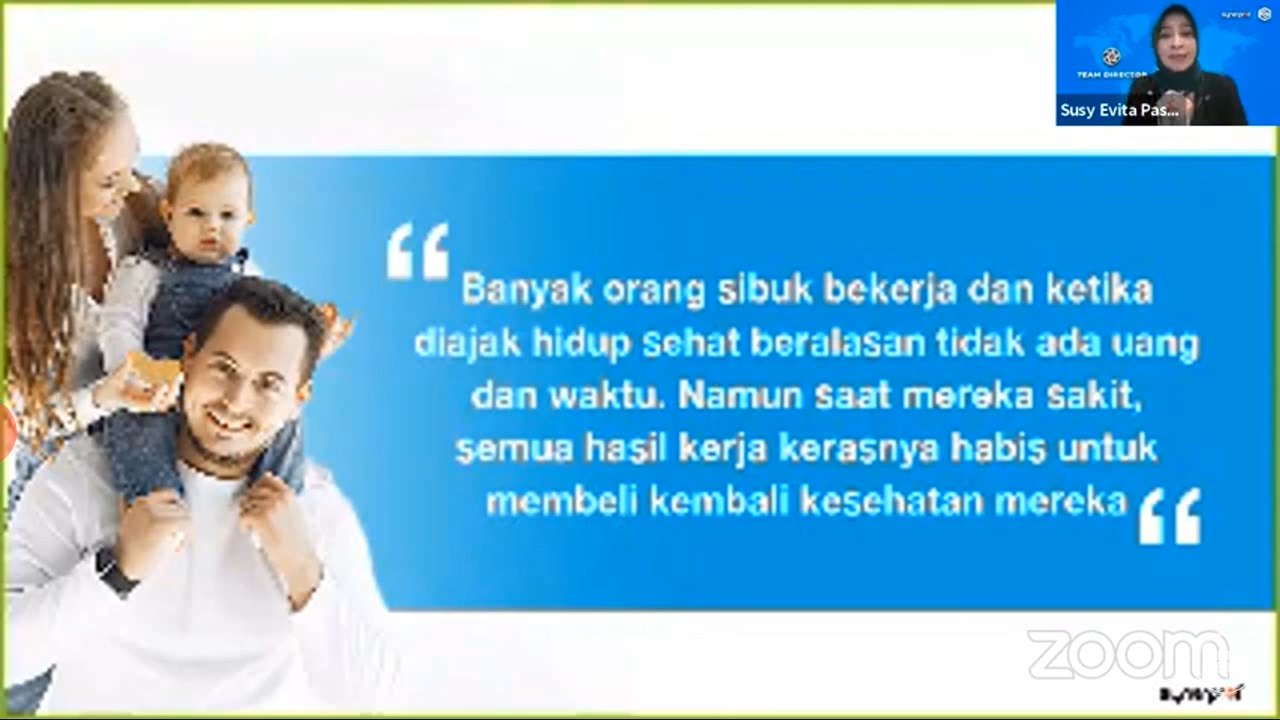 TEAM DIRECTOR
Susy Evita Pas...
“
Banyak orang sibuk bekerja dan ketika
diajak hidup sehat beralasan tidak ada uang
dan waktu. Namun saat mereka sakit,
semua hasil kerja kerasnya habis untuk
membeli kembali kesehatan mereka “
zoom